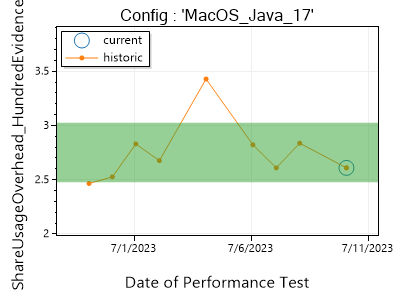 Config : 'MacOS_Java_17'
current
historic
3.5
3
2.5
2
7/1/2023
7/6/2023
7/11/2023
Date of Performance Test
ShareUsageOverhead_HundredEvidence